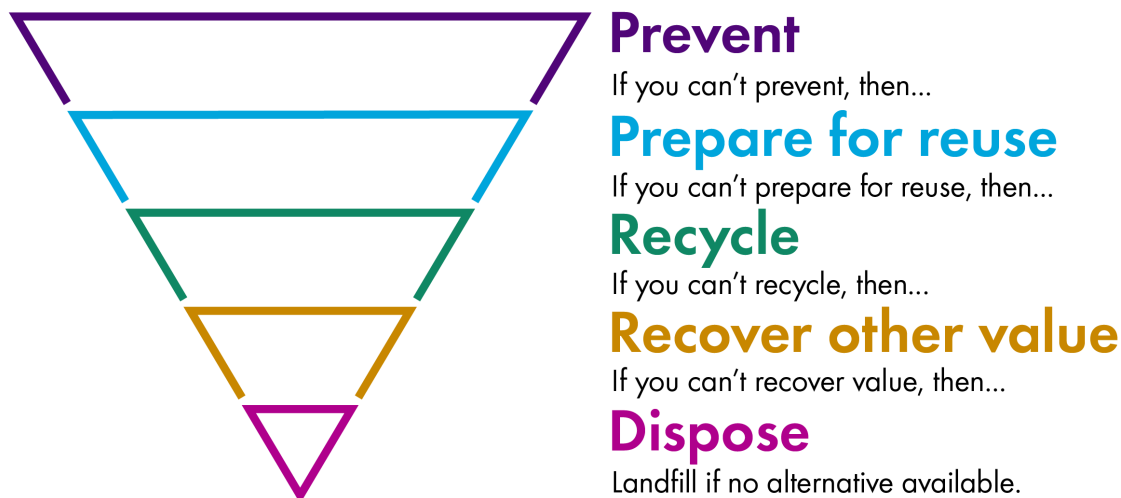 Prevent
If you can’t prevent, then...
Prepare for reuse
If you can’t prepare for reuse, then...
Recycle
If you can’t recycle, then...
Recover other value
If you can’t recover value, then...
Dispose
Landfill if no alternative available.